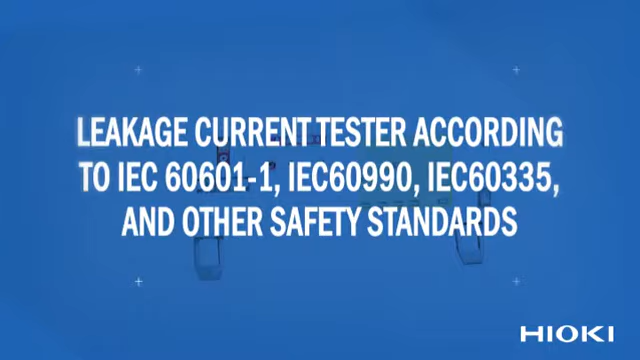 LEAKAGE CURRENT TESTER ACCORDING
TO IEC 60601-1, IEC60990, IEC60335,
AND OTHER SAFETY STANDARDS
HIOKI